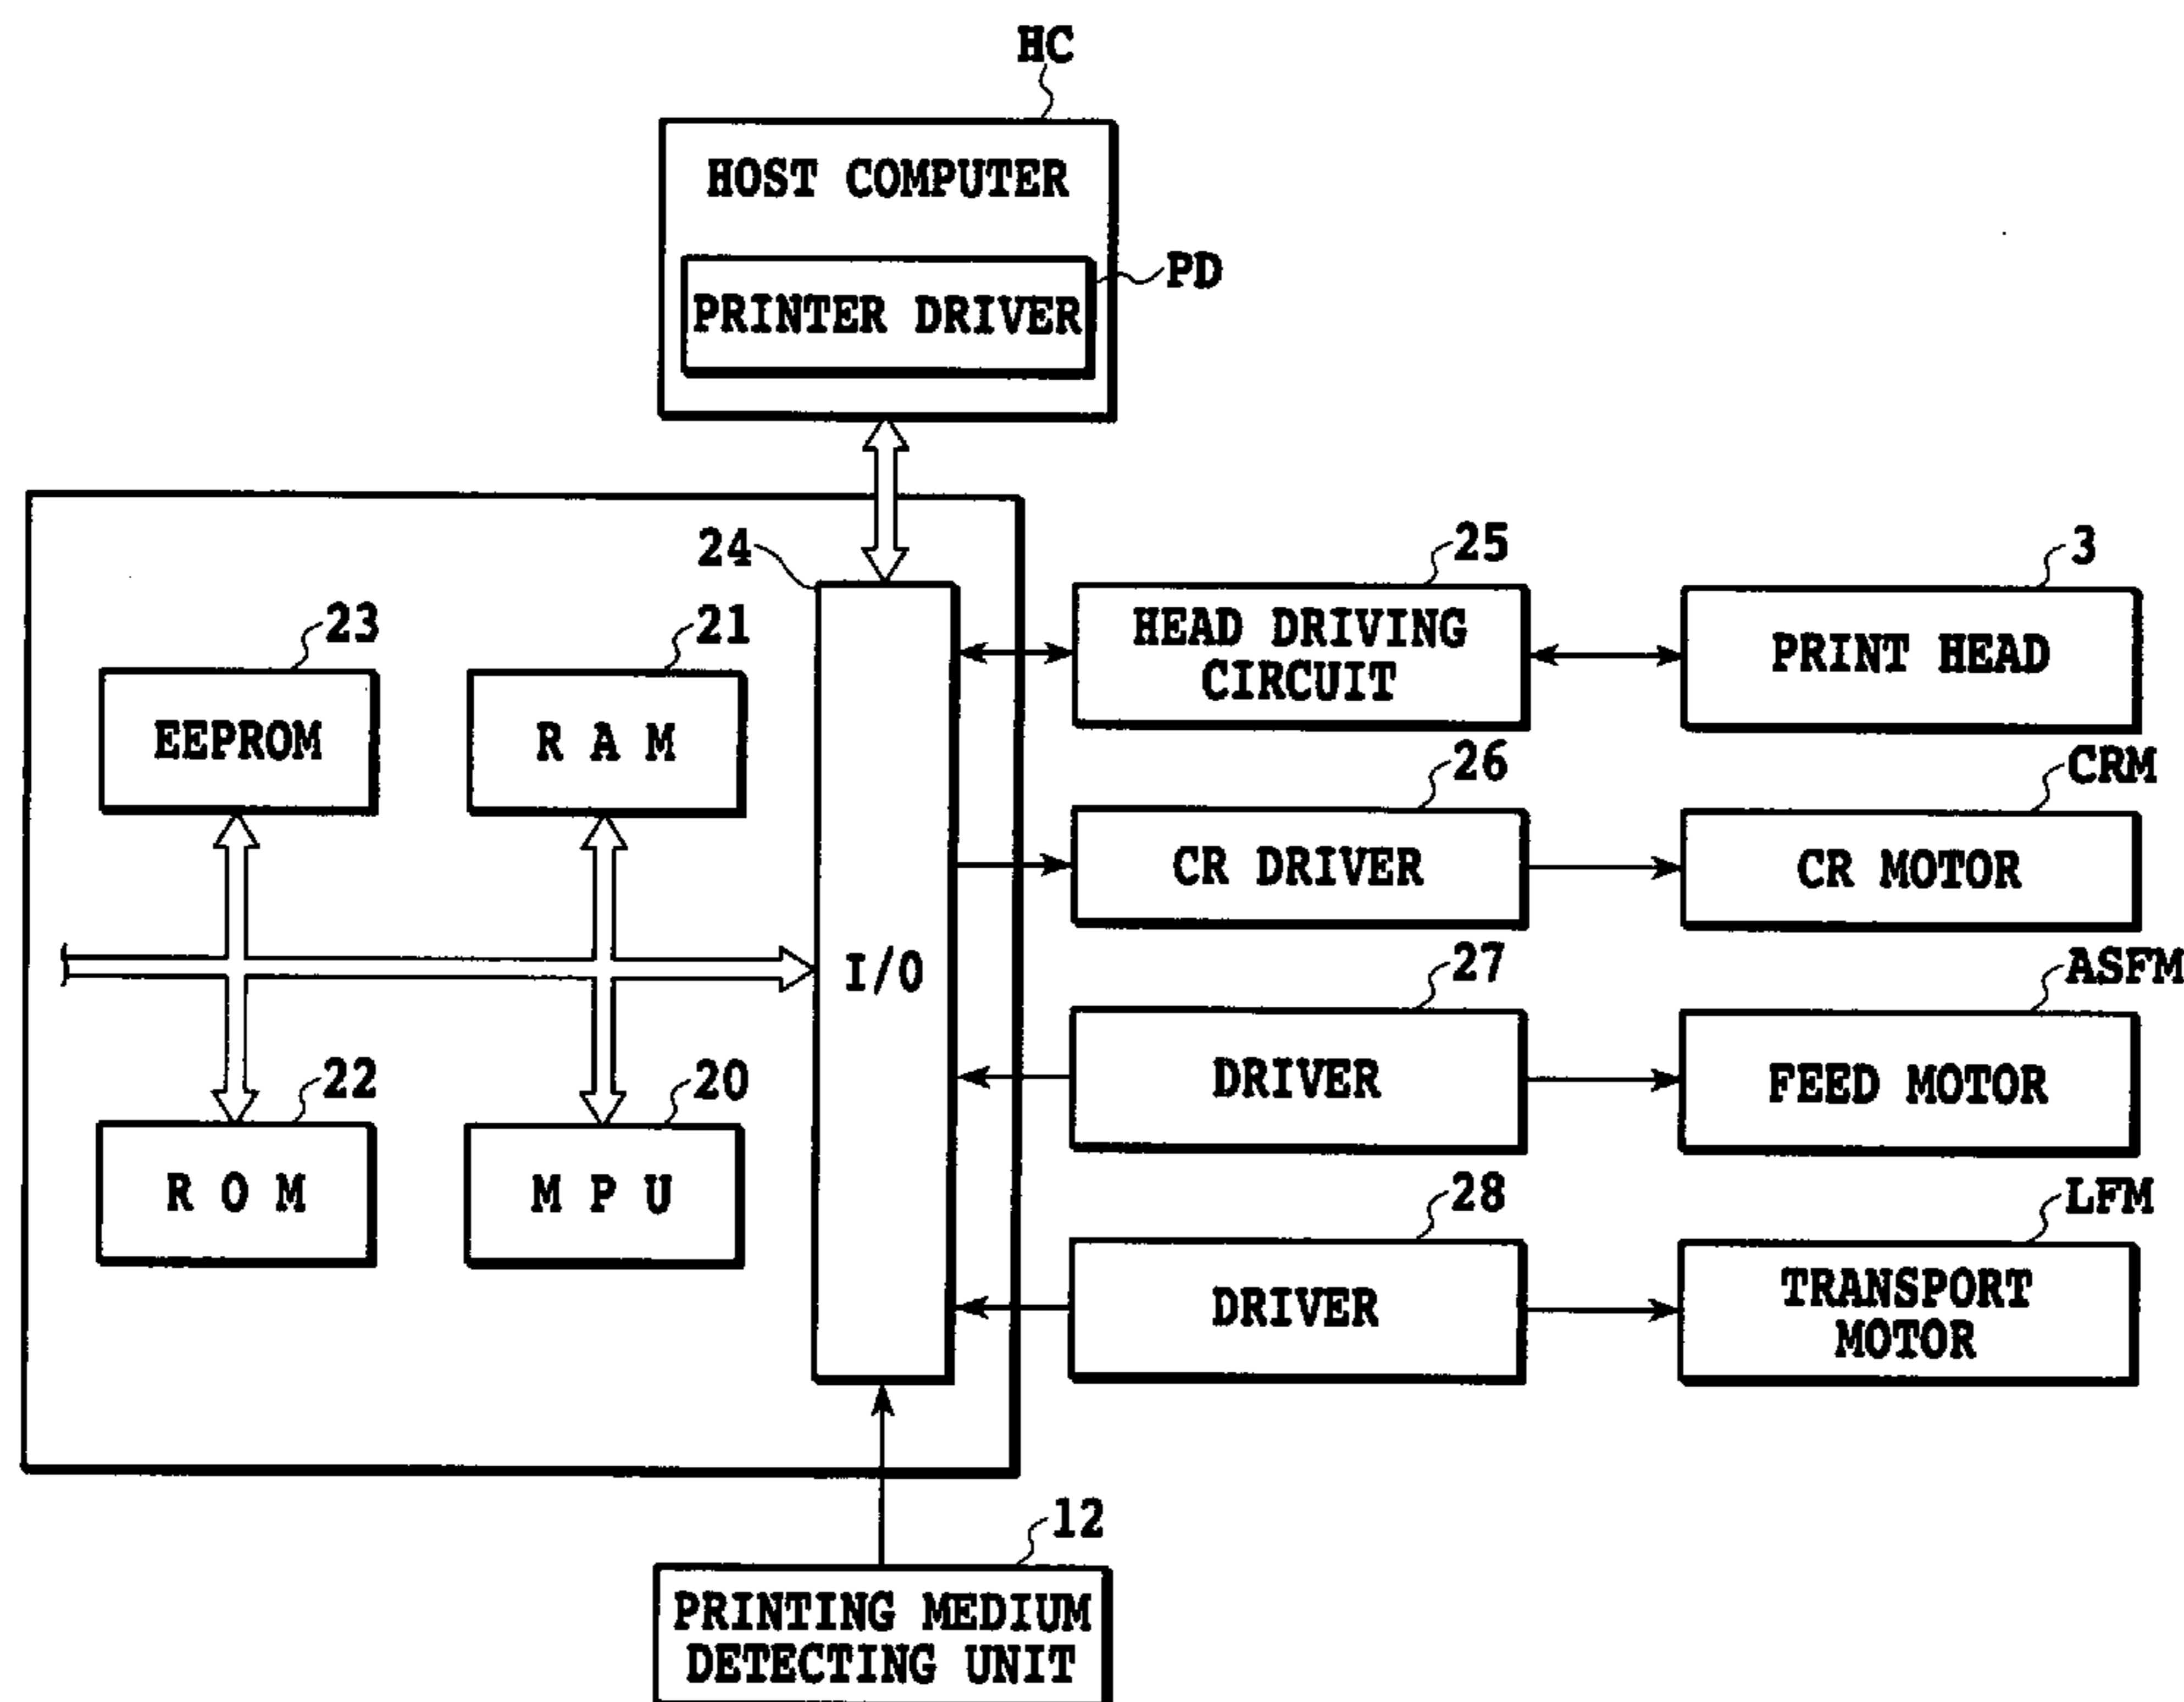 HC
HOST COMPUTER
PD
PRINTER DRIVER
24
25
3
23
21
HEAD DRIVING
CIRCUIT
PRINT HEAD
EEPROM
R A M
26
CRM
CR DRIVER
CR MOTOR
I/O
27
ASFM
22
20
DRIVER
FEED MOTOR
R O M
M P U
28
LFM
DRIVER
TRANSPORT
MOTOR
12
PRINTING MEDIUM
DETECTING UNIT